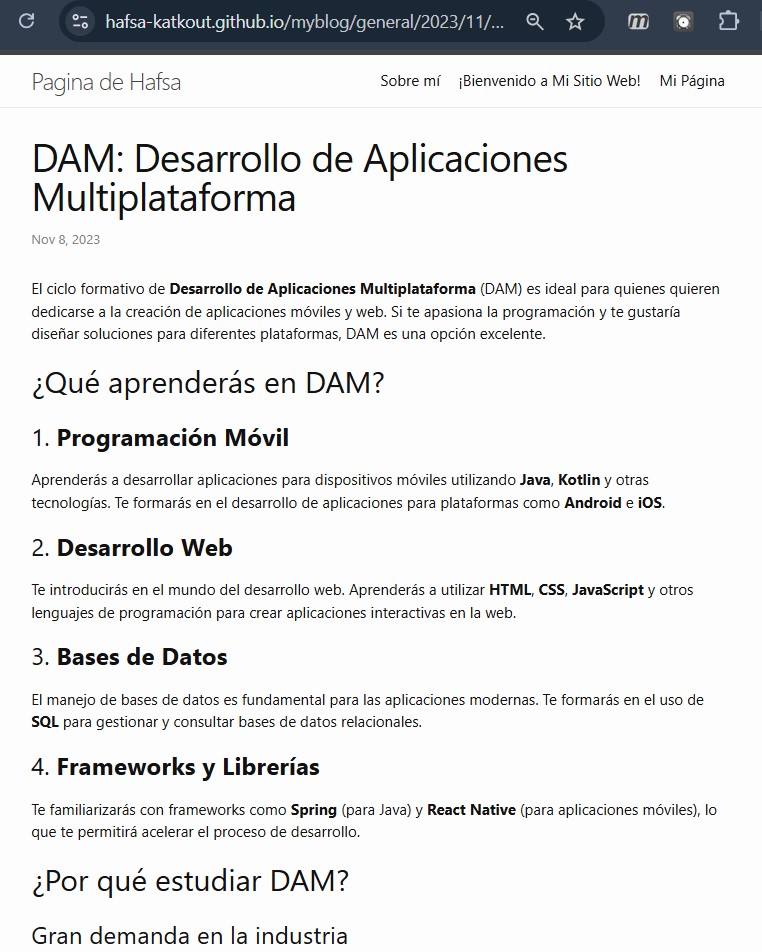 hafsa-katkout.github.io/myblog/general/2023/11/...
Pagina de Hafsa
Sobre mí
¡Bienvenido a Mi Sitio Web!
Mi Página
DAM: Desarrollo de Aplicaciones
Multiplataforma
Nov 8, 2023
El ciclo formativo de Desarrollo de Aplicaciones Multiplataforma (DAM) es ideal para quienes quieren
dedicarse a la creación de aplicaciones móviles y web. Si te apasiona la programación y te gustaría
diseñar soluciones para diferentes plataformas, DAM es una opción excelente.
¿Qué aprenderás en DAM?
1. Programación Móvil
Aprenderás a desarrollar aplicaciones para dispositivos móviles utilizando Java, Kotlin y otras
tecnologías. Te formarás en el desarrollo de aplicaciones para plataformas como Android e iOS.
2. Desarrollo Web
Te introducirás en el mundo del desarrollo web. Aprenderás a utilizar HTML, CSS, JavaScript y otros
lenguajes de programación para crear aplicaciones interactivas en la web.
3. Bases de Datos
El manejo de bases de datos es fundamental para las aplicaciones modernas. Te formarás en el uso de
SQL para gestionar y consultar bases de datos relacionales.
4. Frameworks y Librerías
Te familiarizarás con frameworks como Spring (para Java) y React Native (para aplicaciones móviles), lo
que te permitirá acelerar el proceso de desarrollo.
¿Por qué estudiar DAM?
Gran demanda en la industria